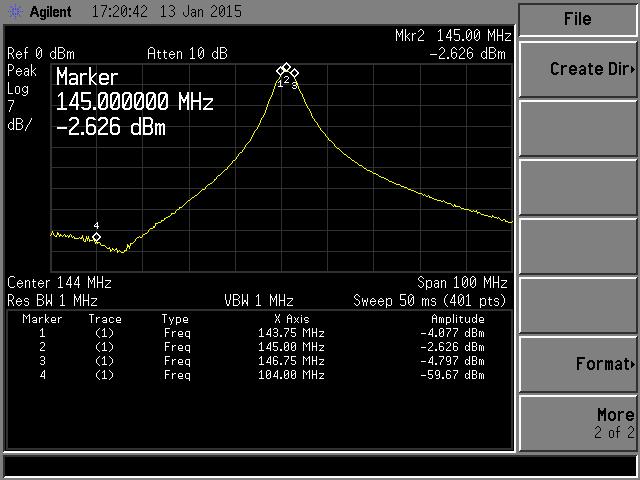 Agilent 17:20:42 13 Jan 2015
File
Mkr2 145.00 MHz
Ref 0 dBm Atten 10 dB -2.626 dBm
Peak
Log
7
dB/
Marker
145.000000 MHz
-2.626 dBm
1 2 3
4
Create Dir
Center 144 MHz Span 100 MHz
Res BW 1 MHz VBW 1 MHz Sweep 50 ms (401 pts)
Marker Trace Type X Axis Amplitude
1 (1) Freq 143.75 MHz -4.077 dBm
2 (1) Freq 145.00 MHz -2.626 dBm
3 (1) Freq 146.75 MHz -4.797 dBm
4 (1) Freq 104.00 MHz -59.67 dBm
Format
More
2 of 2